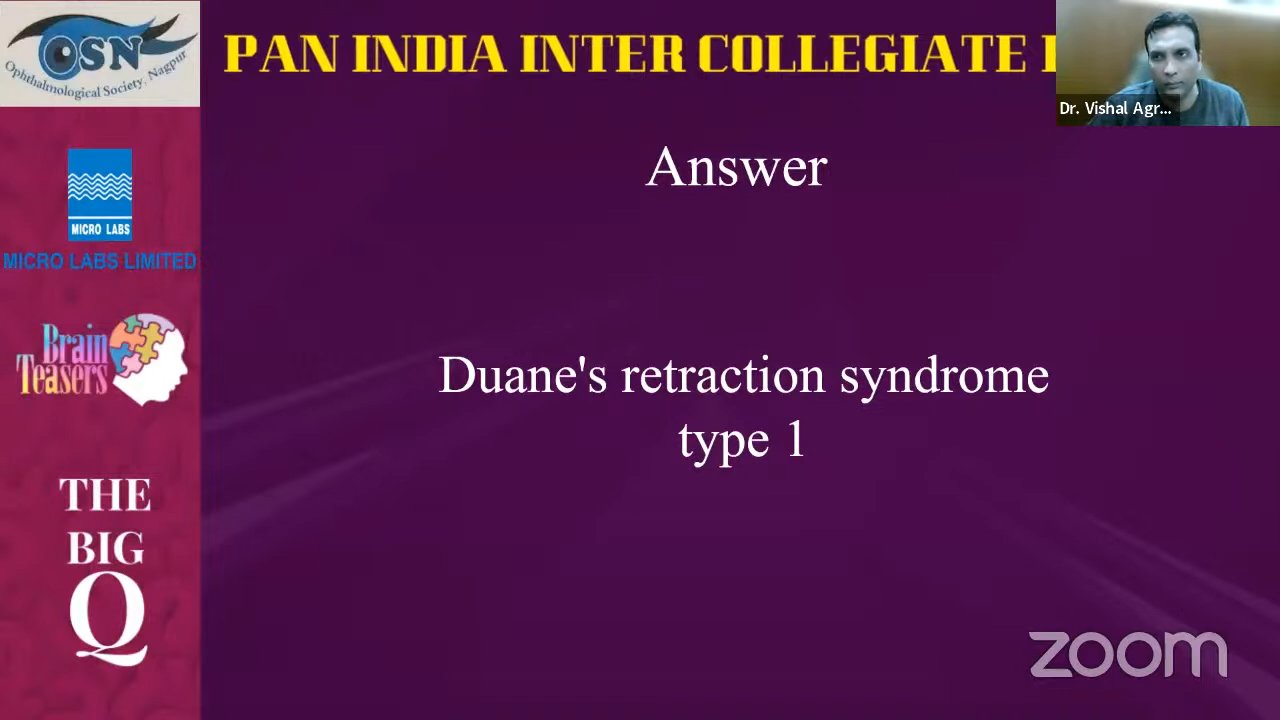 OSN
Ophthalmological Society, Nagpur
PAN INDIA INTER COLLEGIATE
Dr. Vishal Agr...
MICRO LABS
MICRO LABS LIMITED
Brain
Teasers
THE
BIG
Q
Answer
Duane's retraction syndrome
type 1
zoom